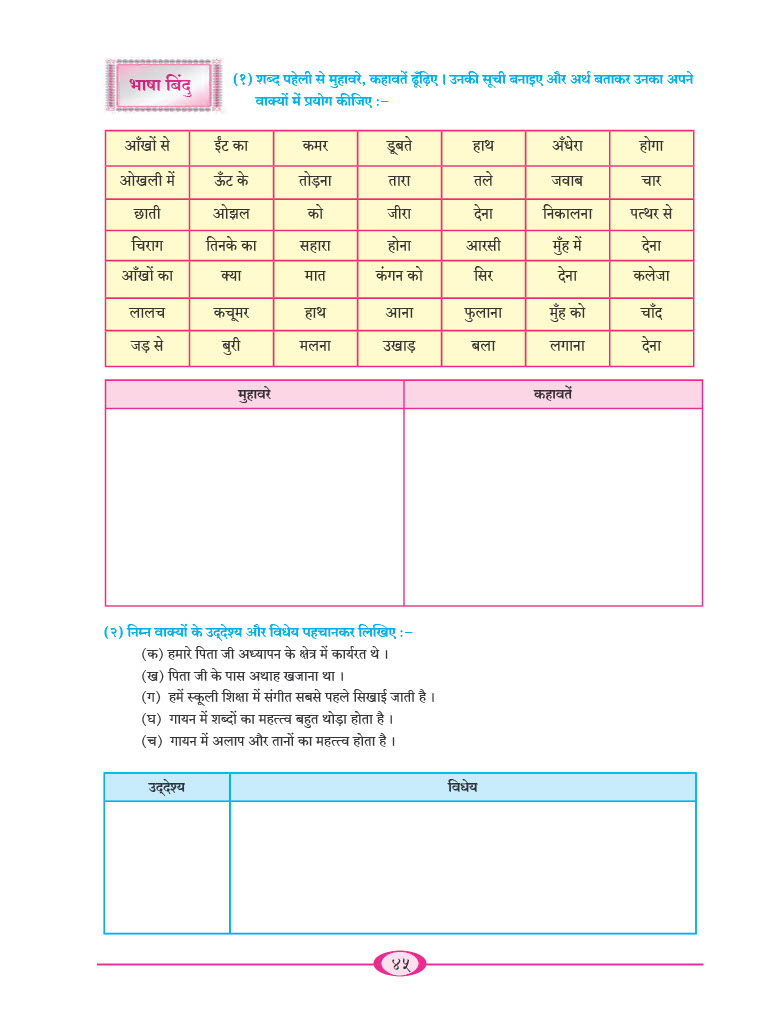 भाषा बिंदु
(१) शब्द पहेली से मुहावरे, कहावतें ढूँढ़िए । उनकी सूची बनाइए और अर्थ बताकर उनका अपने
वाक्यों में प्रयोग कीजिए :–
आँखों से ईंट का कमर डूबते हाथ अँधेरा होगा
ओखली में ऊँट के तोड़ना तारा तले जवाब चार
छाती ओझल को जीरा देना निकालना पत्थर से
चिराग तिनके का सहारा होना आरसी मुँह में देना
आँखों का क्या मात कंगन को सिर देना कलेजा
लालच कचूमर हाथ आना फुलाना मुँह को चाँद
जड़ से बुरी मलना उखाड़ बला लगाना देना
मुहावरे कहावतें
(२) निम्न वाक्यों के उद्‌देश्य और विधेय पहचानकर लिखिए :–
(क) हमारे पिता जी अध्यापन के क्षेत्र में कार्यरत थे ।
(ख) पिता जी के पास अथाह खजाना था ।
(ग) हमें स्कूली शिक्षा में संगीत सबसे पहले सिखाई जाती है ।
(घ) गायन में शब्दों का महत्त्व बहुत थोड़ा होता है ।
(च) गायन में अलाप और तानों का महत्त्व होता है ।
उद्‌देश्य विधेय
४५